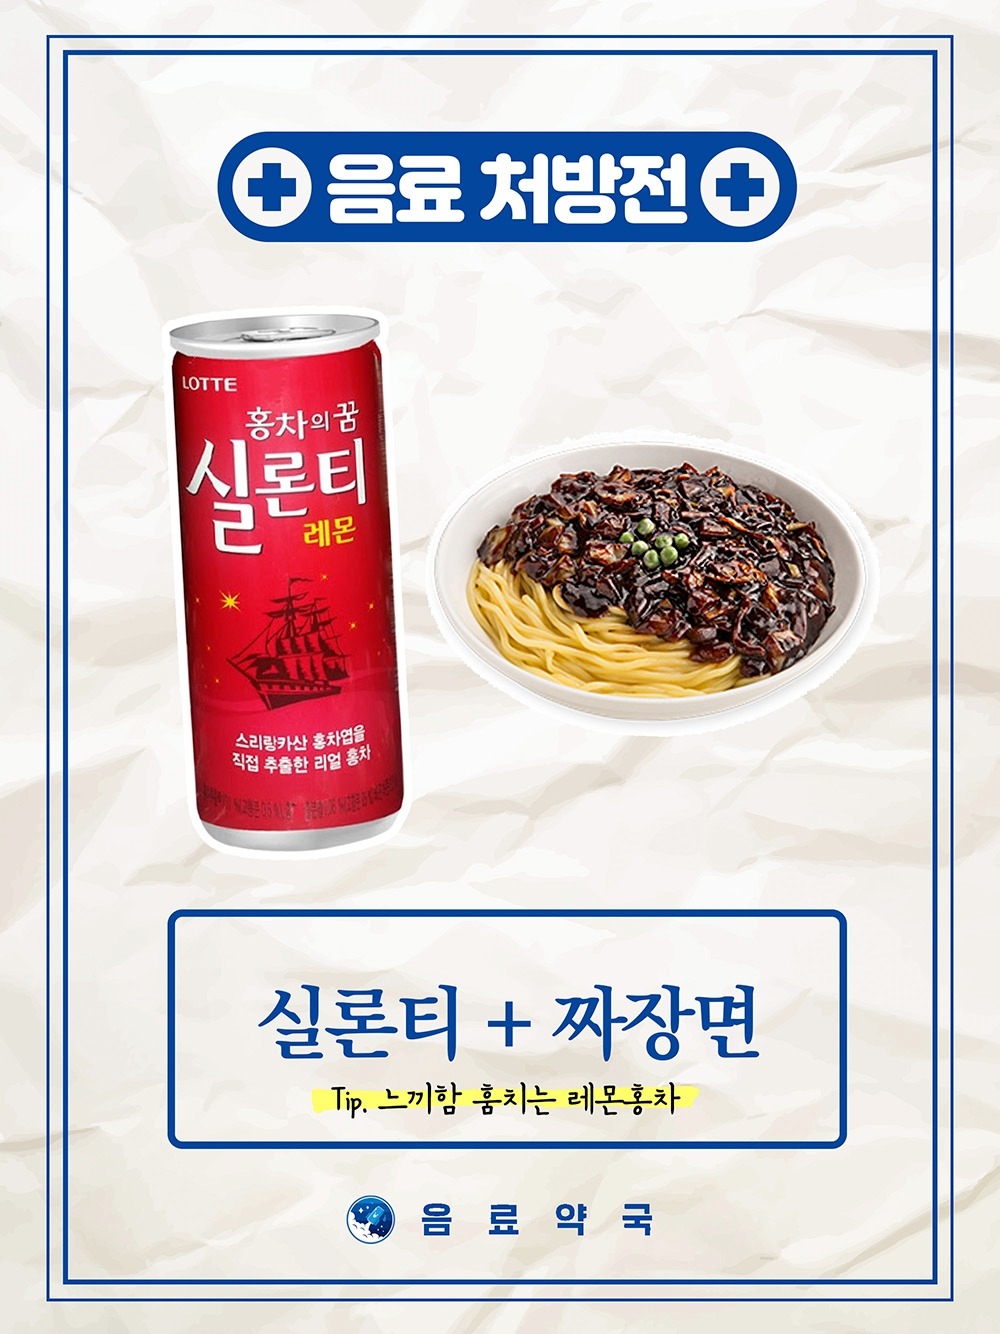 음료 처방전
LOTTE
홍차의 꿈
실론티
레몬
스리랑카산 홍차엽을
직접 추출한 리얼 홍차
실론티 + 짜장면
Tip. 느끼함 훔치는 레몬홍차
음료약국